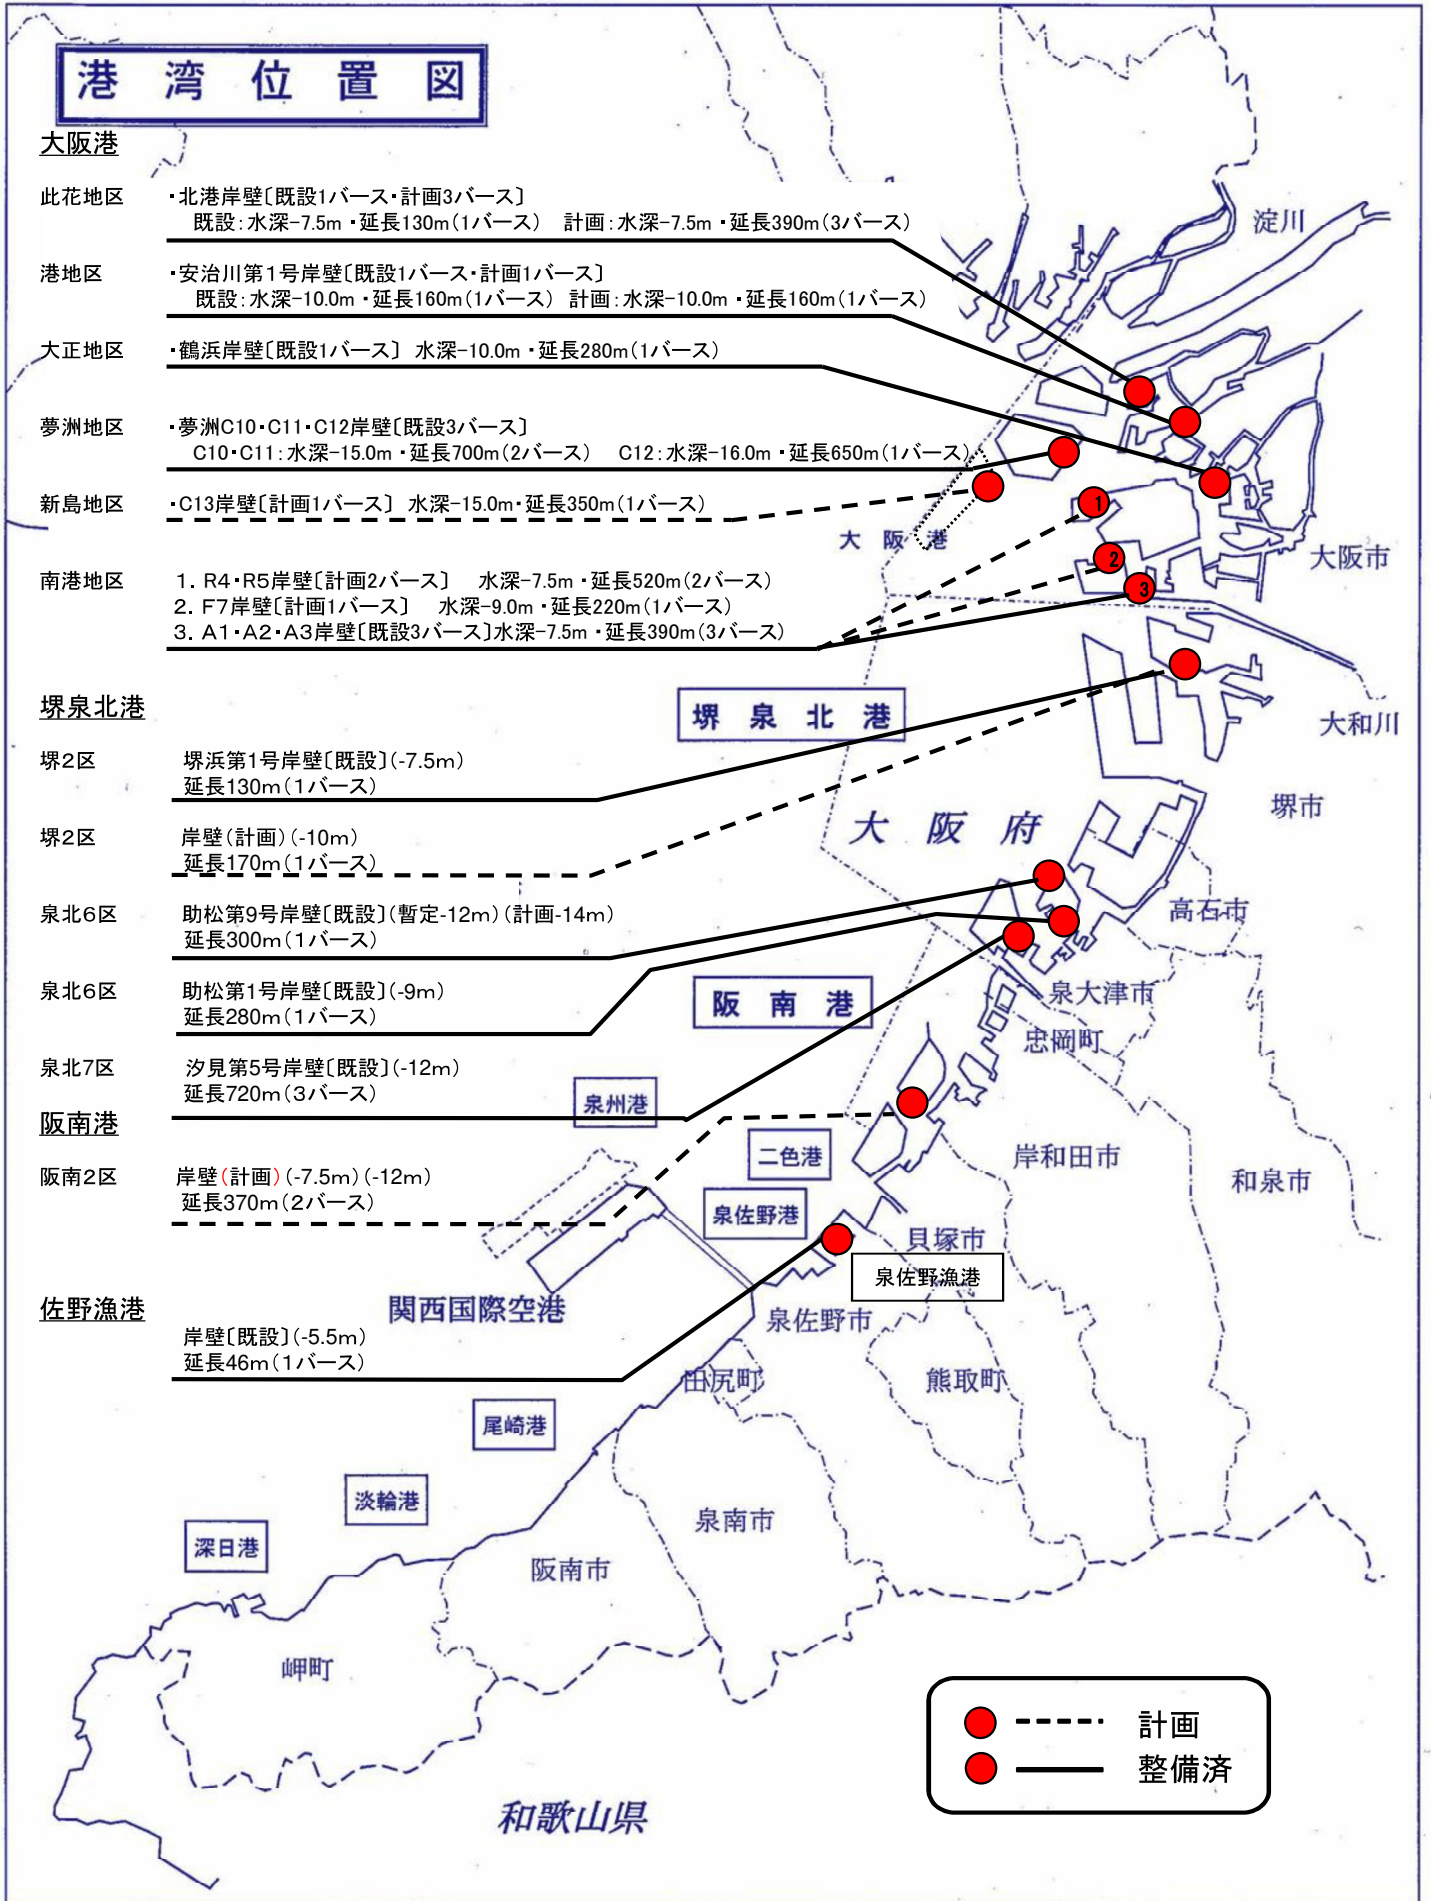 港湾位置図
大阪港
此花地区 ・北港岸壁〔既設1バース・計画3バース〕
既設:水深-7.5m・延長130m(1バース) 計画:水深-7.5m・延長390m(3バース)
港地区 ・安治川第1号岸壁〔既設1バース・計画1バース〕
既設:水深-10.0m・延長160m(1バース) 計画:水深-10.0m・延長160m(1バース)
大正地区 ・鶴浜岸壁〔既設1バース〕 水深-10.0m・延長280m(1バース)
夢洲地区 ・夢洲C10・C11・C12岸壁〔既設3バース〕
C10・C11:水深-15.0m・延長700m(2バース) C12:水深-16.0m・延長650m(1バース)
新島地区 ・C13岸壁〔計画1バース〕 水深-15.0m・延長350m(1バース)
南港地区 1. R4・R5岸壁〔計画2バース〕 水深-7.5m・延長520m(2バース)
2. F7岸壁〔計画1バース〕 水深-9.0m・延長220m(1バース)
3. A1・A2・A3岸壁〔既設3バース〕水深-7.5m・延長390m(3バース)
淀川
1
2
3
大阪港
大阪市
堺泉北港
堺2区 堺浜第1号岸壁〔既設〕(-7.5m)
延長130m(1バース)
堺2区 岸壁(計画)(-10m)
延長170m(1バース)
泉北6区 助松第9号岸壁〔既設〕(暫定-12m)(計画-14m)
延長300m(1バース)
泉北6区 助松第1号岸壁〔既設〕(-9m)
延長280m(1バース)
泉北7区 汐見第5号岸壁〔既設〕(-12m)
延長720m(3バース)
阪南港
阪南2区 岸壁(計画)(-7.5m)(-12m)
延長370m(2バース)
佐野漁港
岸壁〔既設〕(-5.5m)
延長46m(1バース)
堺泉北港
大和川
堺市
大阪府
高石市
阪南港
泉大津市
忠岡町
泉州港
二色港
岸和田市
和泉市
泉佐野港
貝塚市
泉佐野漁港
関西国際空港
泉佐野市
田尻町
熊取町
尾崎港
淡輪港
泉南市
深日港
阪南市
岬町
和歌山県
計画
整備済